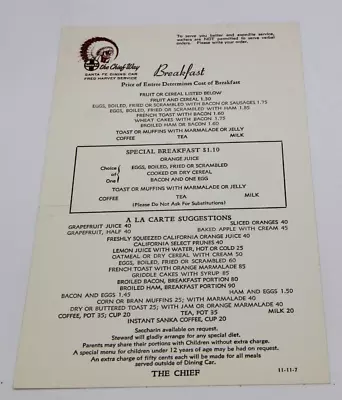 To serve you better and expedite service,
waiters are NOT permitted to serve verbal
orders. Please write your order.
the Chief Way
SANTA FE DINING CAR
FRED HARVEY SERVICE
Breakfast
Price of Entree Determines Cost of Breakfast
FRUIT OR CEREAL LISTED BELOW
FRUIT AND CEREAL 1.30
EGGS, BOILED, FRIED OR SCRAMBLED WITH BACON OR SAUSAGES 1.75
EGGS, FRIED OR SCRAMBLED WITH HAM 1.85
FRENCH TOAST WITH BACON 1.60
WHEAT CAKES WITH BACON 1.75
BROILED HAM OR BACON 1.60
TOAST OR MUFFINS WITH MARMALADE OR JELLY
COFFEE TEA MILK
SPECIAL BREAKFAST $1.10
ORANGE JUICE
Choice of One
EGGS, BOILED, FRIED OR SCRAMBLED
COOKED OR DRY CEREAL
BACON AND ONE EGG
TOAST OR MUFFINS WITH MARMALADE OR JELLY
COFFEE TEA MILK
(Please Do Not Ask For Substitutions)
A LA CARTE SUGGESTIONS
GRAPEFRUIT JUICE 40 SLICED ORANGES 40
GRAPEFRUIT, HALF 40 BAKED APPLE WITH CREAM 45
FRESHLY SQUEEZED CALIFORNIA ORANGE JUICE 40
CALIFORNIA SELECT PRUNES 40
LEMON JUICE WITH WATER, HOT OR COLD 25
OATMEAL OR DRY CEREAL WITH CREAM 50
EGGS, BOILED, FRIED OR SCRAMBLED 60
FRENCH TOAST WITH ORANGE MARMALADE 85
GRIDDLE CAKES WITH SYRUP 85
BROILED BACON, BREAKFAST PORTION 80
BROILED HAM, BREAKFAST PORTION 90
BACON AND EGGS 1.45 HAM AND EGGS 1.50
CORN OR BRAN MUFFINS 25; WITH MARMALADE 40
DRY OR BUTTERED TOAST 25; WITH JAM OR ORANGE MARMALADE 40
COFFEE, POT 35; CUP 20 TEA, POT 35 MILK 20
INSTANT SANKA COFFEE, CUP 20
Saccharin available on request.
Steward will gladly arrange for any special diet.
Parents may share their portions with Children without extra charge.
A special menu for children under 12 years of age may be had on request.
An extra charge of fifty cents each will be made for all meals
served outside of Dining Car.
THE CHIEF
11-11-7